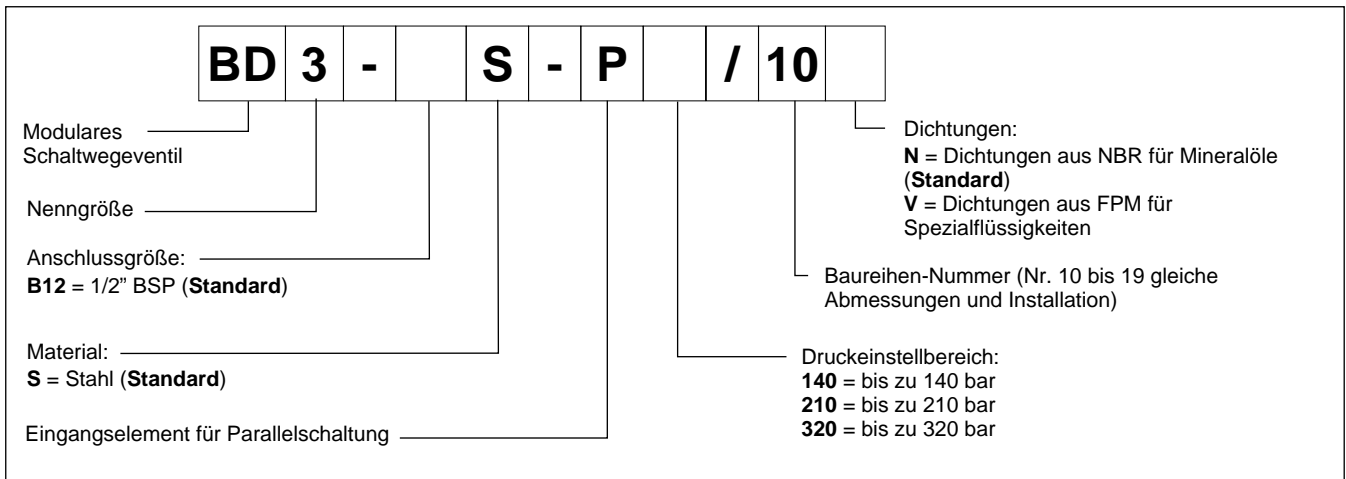 BD 3 - S - P / 10
Modulares
Schaltwegeventil
Nenngröße
Anschlussgröße:
B12 = 1/2” BSP (Standard)
Material:
S = Stahl (Standard)
Eingangselement für Parallelschaltung
Dichtungen:
N = Dichtungen aus NBR für Mineralöle
(Standard)
V = Dichtungen aus FPM für
Spezialflüssigkeiten
Baureihen-Nummer (Nr. 10 bis 19 gleiche
Abmessungen und Installation)
Druckeinstellbereich:
140 = bis zu 140 bar
210 = bis zu 210 bar
320 = bis zu 320 bar